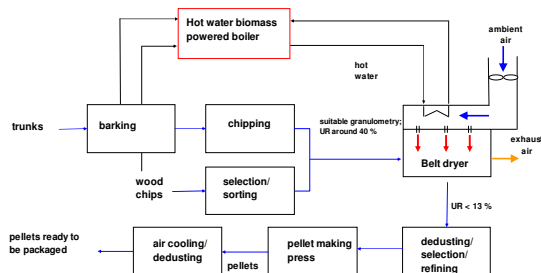 Hot water biomass
powered boiler
ambient
air
hot
water
trunks
barking
chipping
suitable granulometry;
UR around 40 %
Belt dryer
exhaust
air
wood
chips
selection/
sorting
UR < 13 %
pellets ready to
be packaged
air cooling/
dedusting
pellets
pellet making
press
dedusting/
selection/
refining